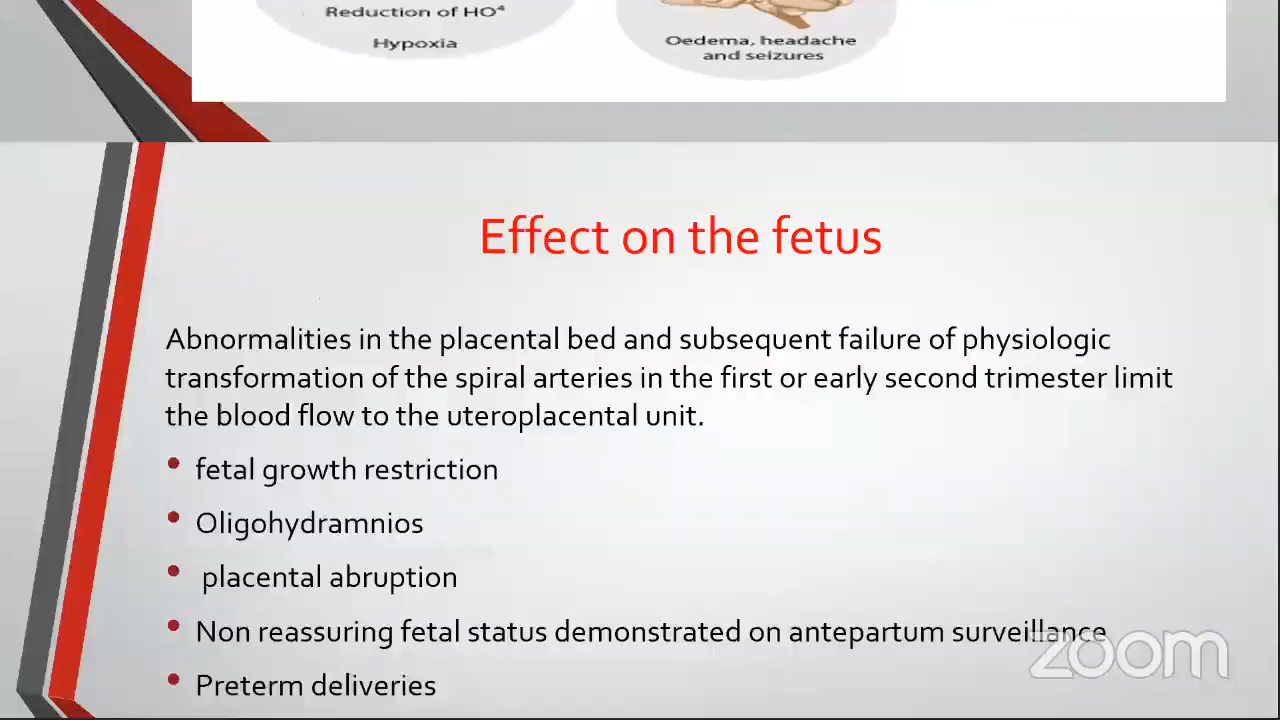 Reduction of HO⁴
Hypoxia
Oedema, headache
and seizures
Effect on the fetus
Abnormalities in the placental bed and subsequent failure of physiologic
transformation of the spiral arteries in the first or early second trimester limit
the blood flow to the uteroplacental unit.
• fetal growth restriction
• Oligohydramnios
• placental abruption
• Non reassuring fetal status demonstrated on antepartum surveillance
• Preterm deliveries
zoom